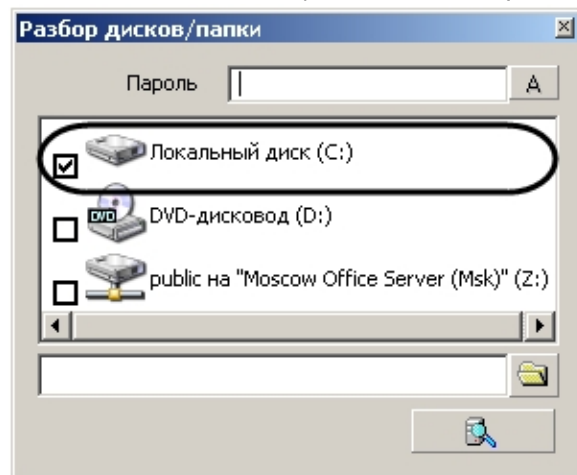 Разбор дисков/папки
Пароль A
Локальный диск (C:)
DVD-дисковод (D:)
DVD
public на "Moscow Office Server (Msk)" (Z:)